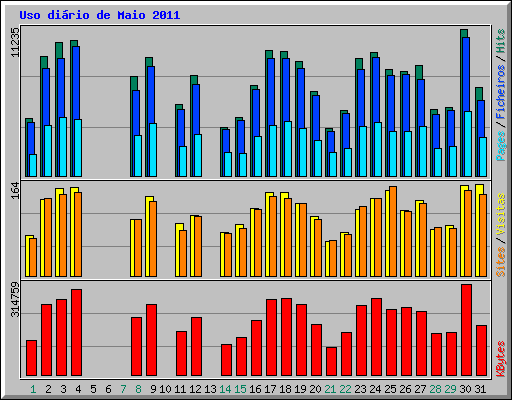 Uso diário de Maio 2011
11235
Pages / Ficheiros / Hits
164
Sites / Visitas
314759
KBytes
1 2 3 4 5 6 7 8 9 10 11 12 13 14 15 16 17 18 19 20 21 22 23 24 25 26 27 28 29 30 31